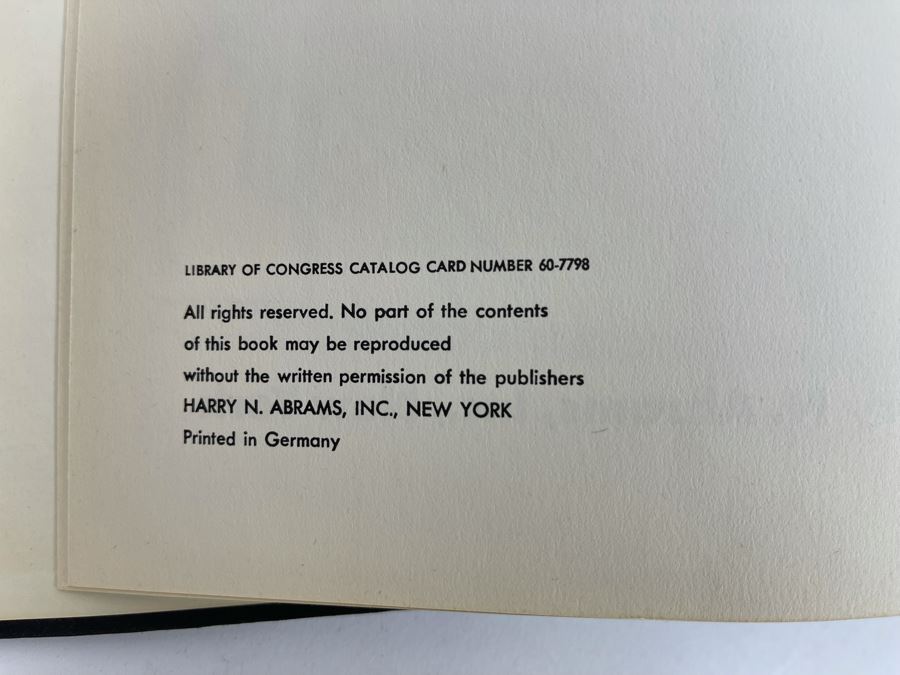 LIBRARY OF CONGRESS CATALOG CARD NUMBER 60-7798
All rights reserved. No part of the contents
of this book may be reproduced
without the written permission of the publishers
HARRY N. ABRAMS, INC., NEW YORK
Printed in Germany